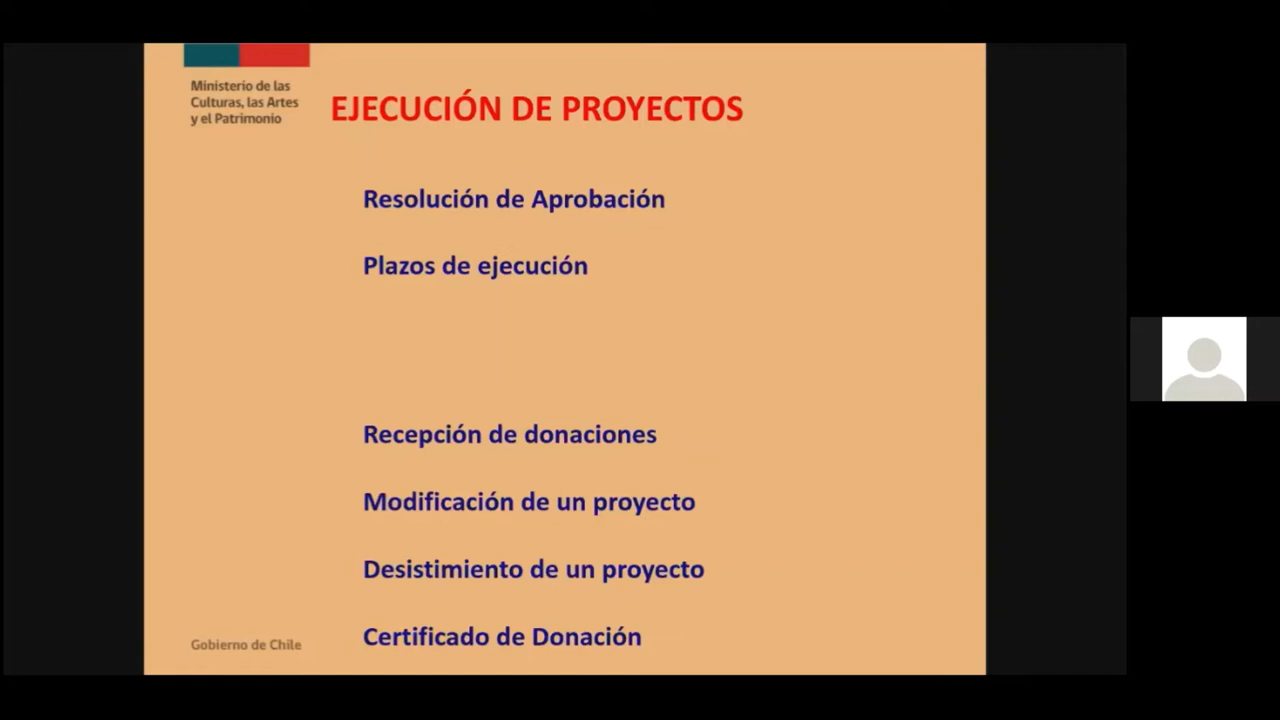 Ministerio de las
Culturas, las Artes
y el Patrimonio
EJECUCIÓN DE PROYECTOS
Resolución de Aprobación
Plazos de ejecución
Recepción de donaciones
Modificación de un proyecto
Desistimiento de un proyecto
Certificado de Donación
Gobierno de Chile